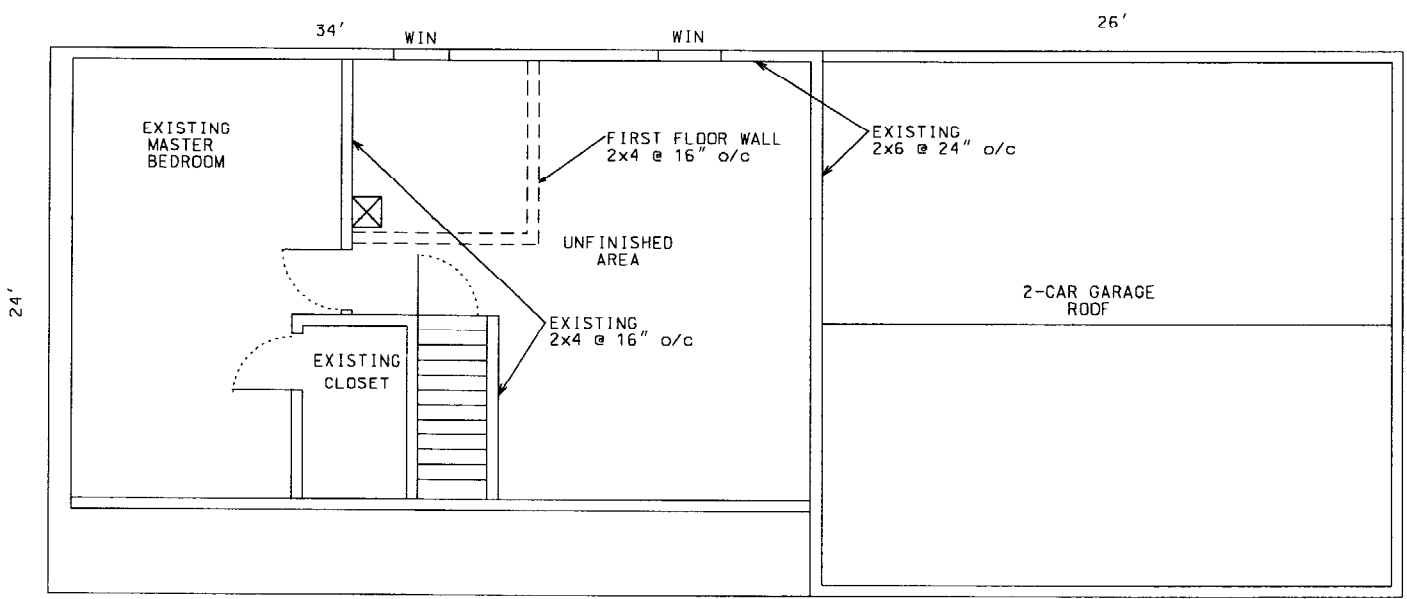 34'
26'
WIN
WIN
EXISTING
MASTER
BEDROOM
FIRST FLOOR WALL
2x4 @ 16" o/c
EXISTING
2x6 @ 24" o/c
UNFINISHED
AREA
24'
2-CAR GARAGE
ROOF
EXISTING
2x4 @ 16" o/c
EXISTING
CLOSET